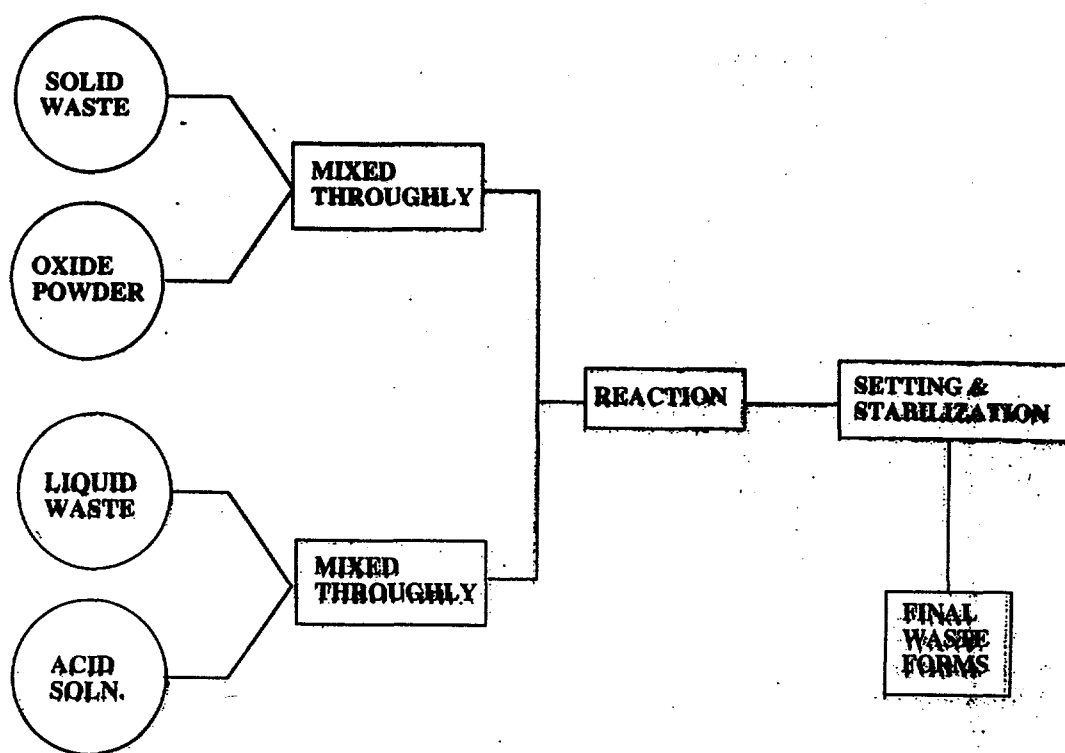 SOLID
WASTE
MIXED
THROUGHLY
OXIDE
POWDER
REACTION
SETTING &
STABILIZATION
LIQUID
WASTE
MIXED
THROUGHLY
FINAL
WASTE
FORMS
ACID
SOLN.